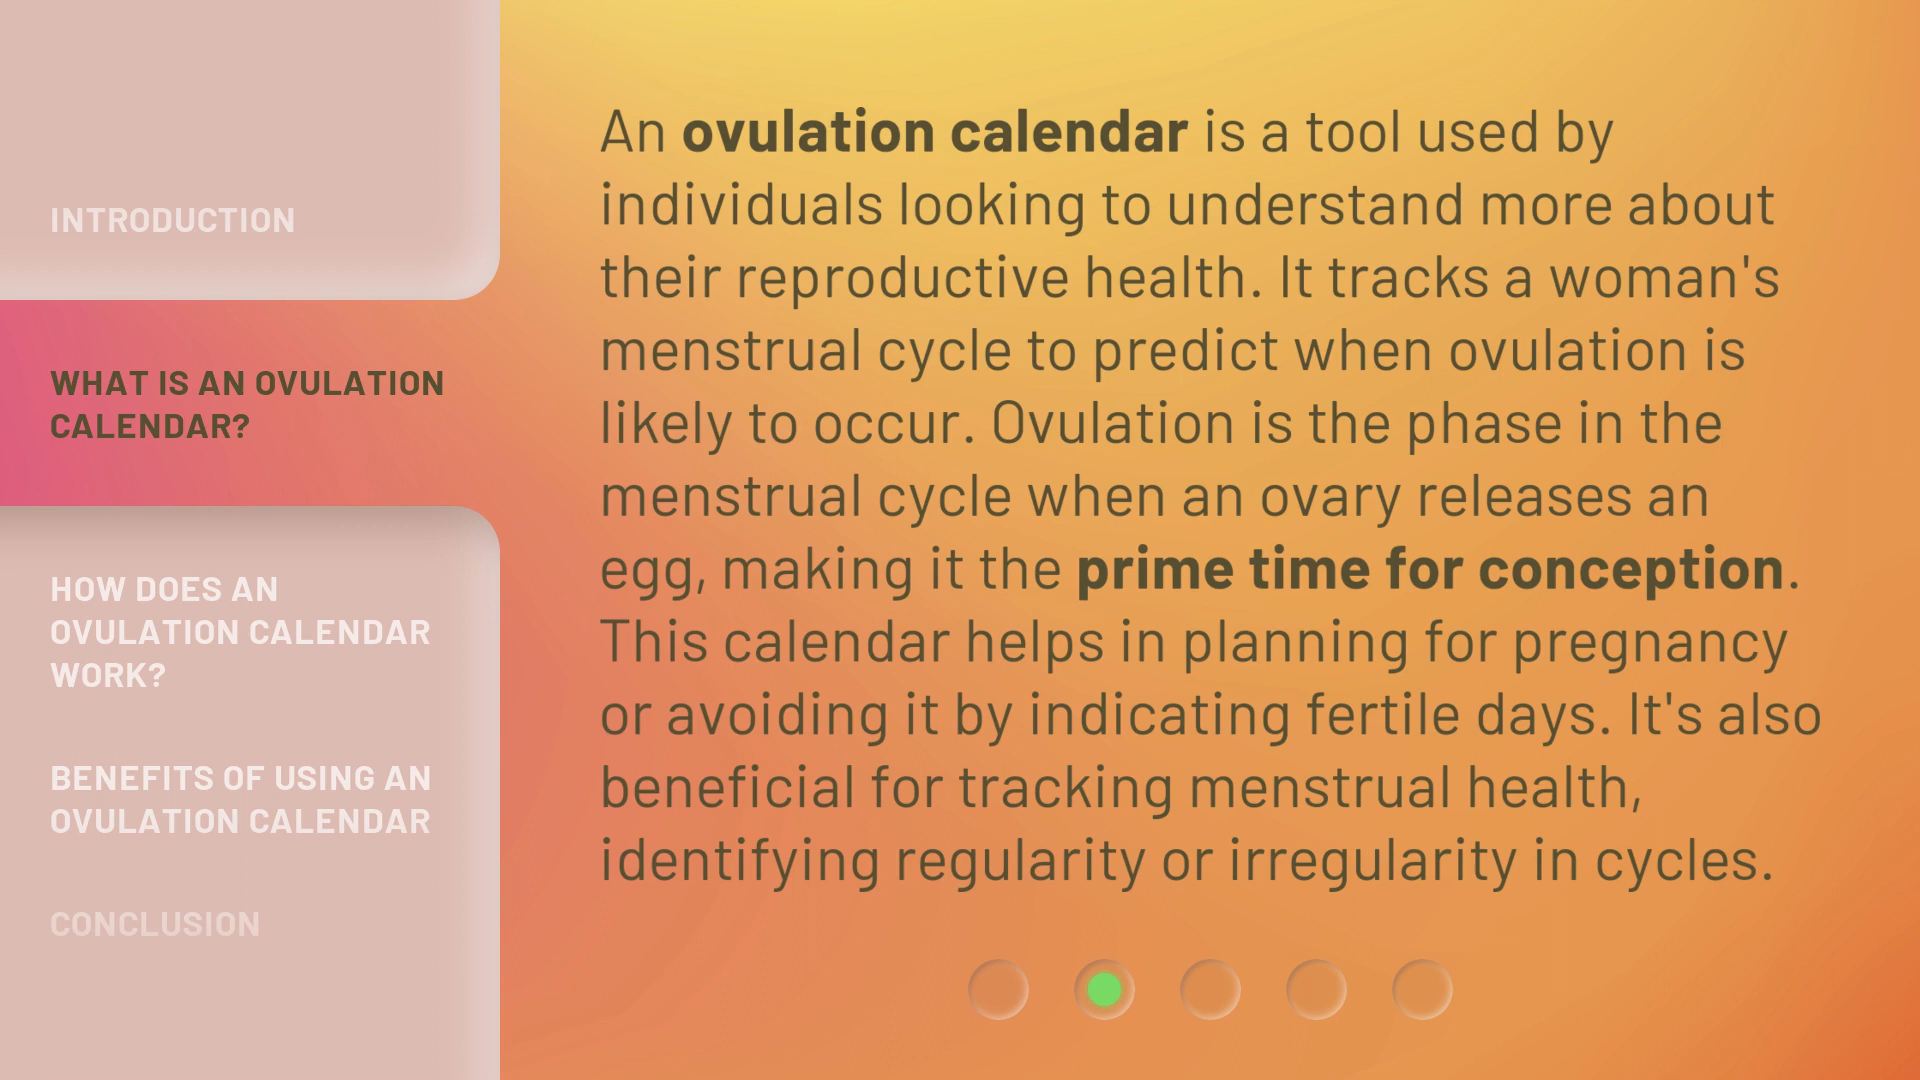 INTRODUCTION
WHAT IS AN OVULATION
CALENDAR?
HOW DOES AN
OVULATION CALENDAR
WORK?
BENEFITS OF USING AN
OVULATION CALENDAR
CONCLUSION
An ovulation calendar is a tool used by
individuals looking to understand more about
their reproductive health. It tracks a woman's
menstrual cycle to predict when ovulation is
likely to occur. Ovulation is the phase in the
menstrual cycle when an ovary releases an
egg, making it the prime time for conception.
This calendar helps in planning for pregnancy
or avoiding it by indicating fertile days. It's also
beneficial for tracking menstrual health,
identifying regularity or irregularity in cycles.